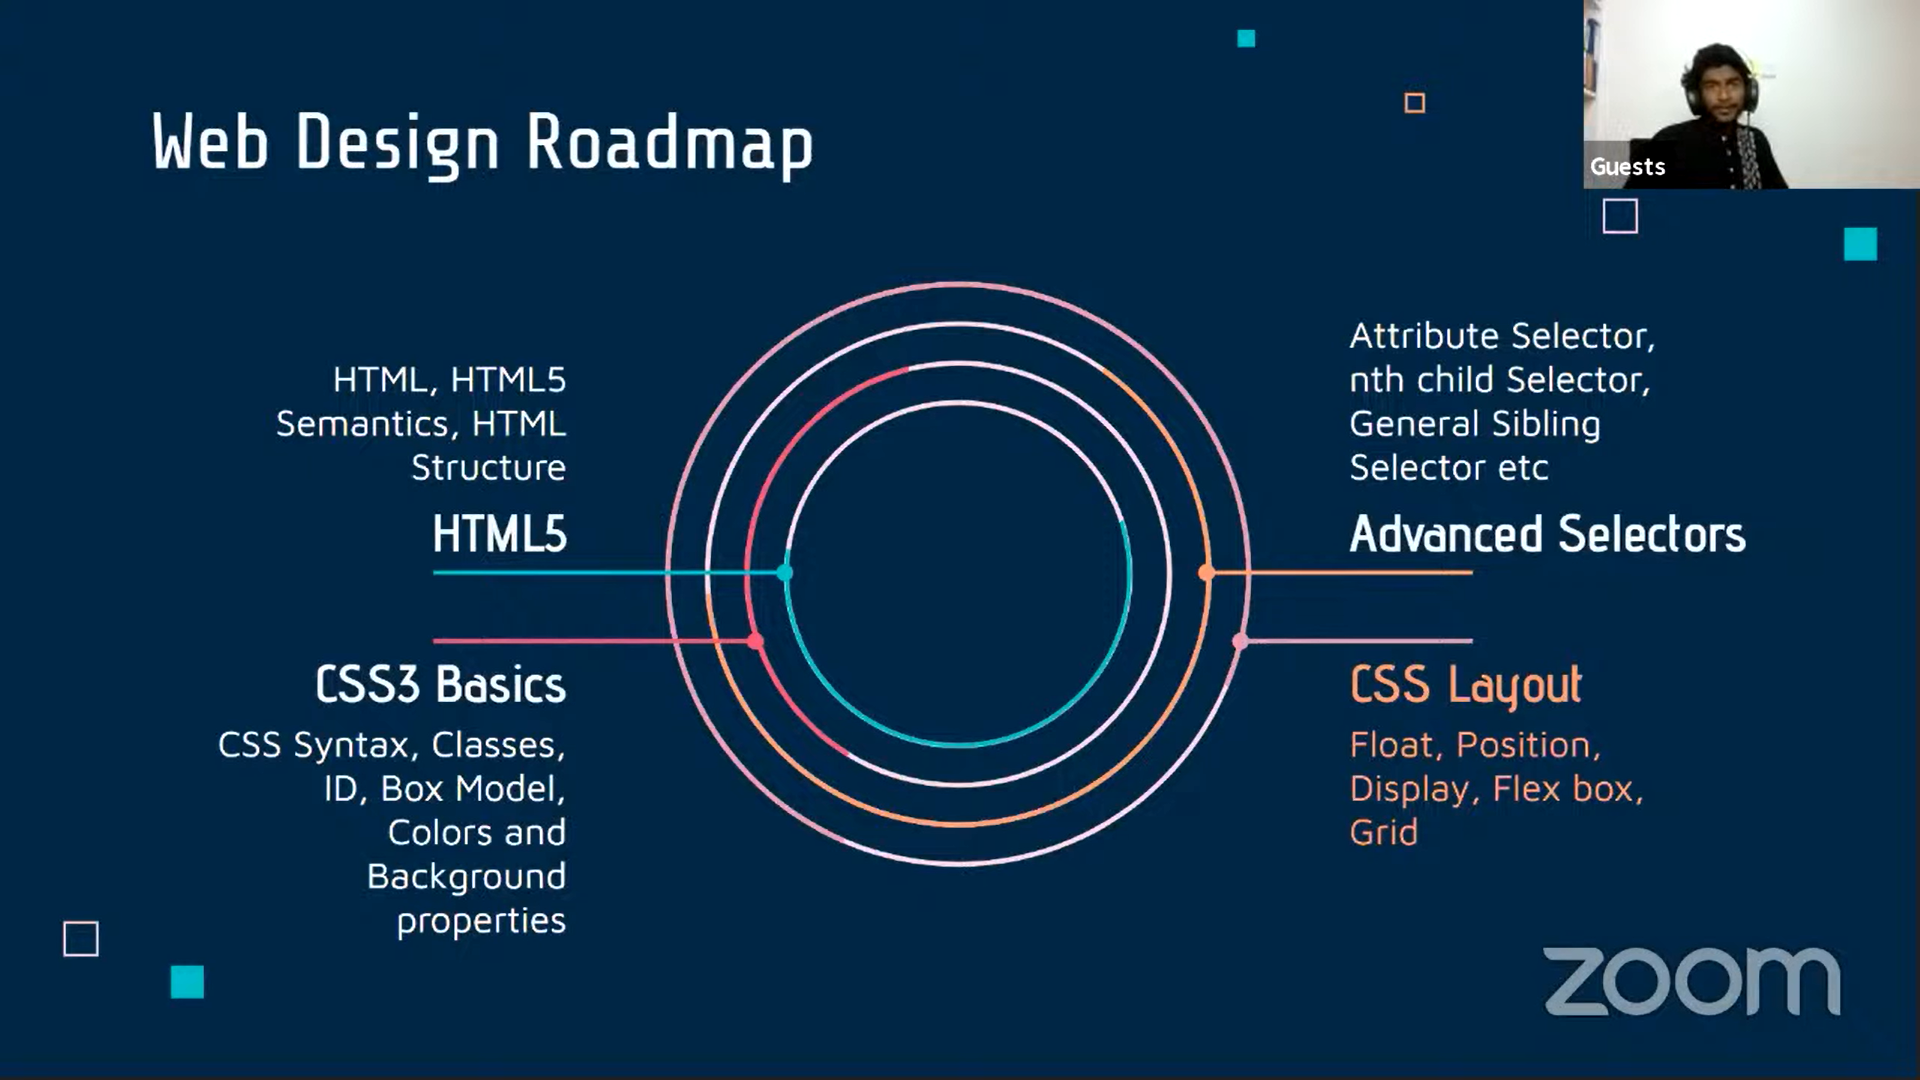 Web Design Roadmap
Guests
HTML, HTML5
Semantics, HTML
Structure
HTML5
CSS3 Basics
CSS Syntax, Classes,
ID, Box Model,
Colors and
Background
properties
Attribute Selector,
nth child Selector,
General Sibling
Selector etc
Advanced Selectors
CSS Layout
Float, Position,
Display, Flex box,
Grid
zoom